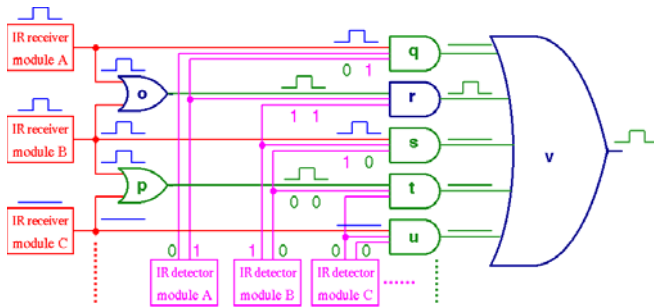 IR receiver
module A
q
0 1
o
r
1 1
IR receiver
module B
s
1 0
v
p
t
0 0
IR receiver
module C
u
0 1 1 0 0 0
IR detector
module A
IR detector
module B
IR detector
module C